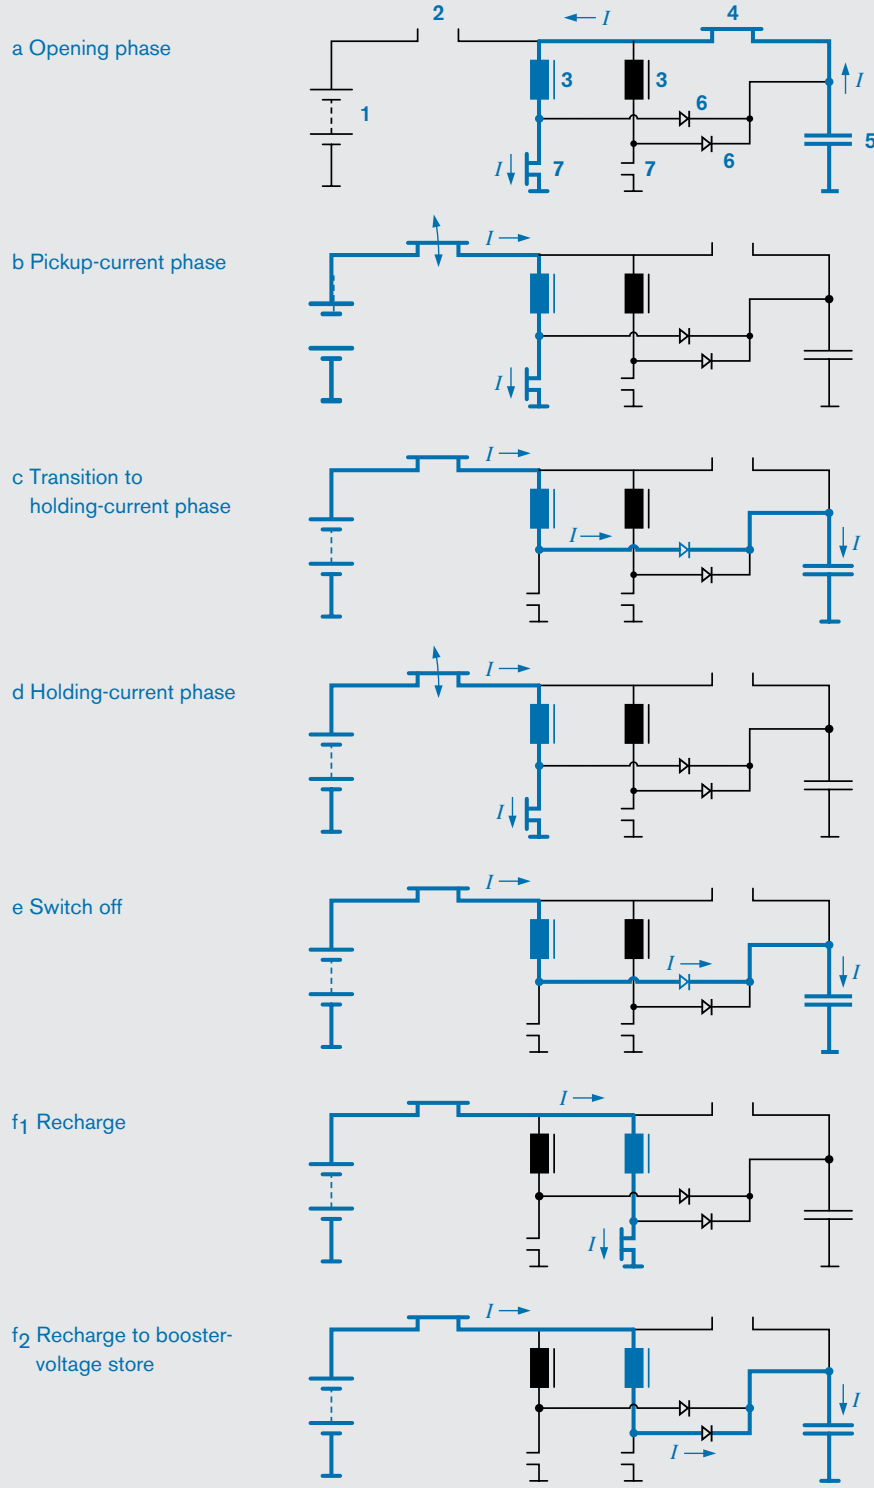 2
4
I
a Opening phase
3
3
I
6
1
5
I
7
7
6
I
b Pickup-current phase
I
I
c Transition to
holding-current phase
I
I
I
d Holding-current phase
I
e Switch off
I
I
I
f1 Recharge
I
I
f2 Recharge to booster-
voltage store
I
I
I